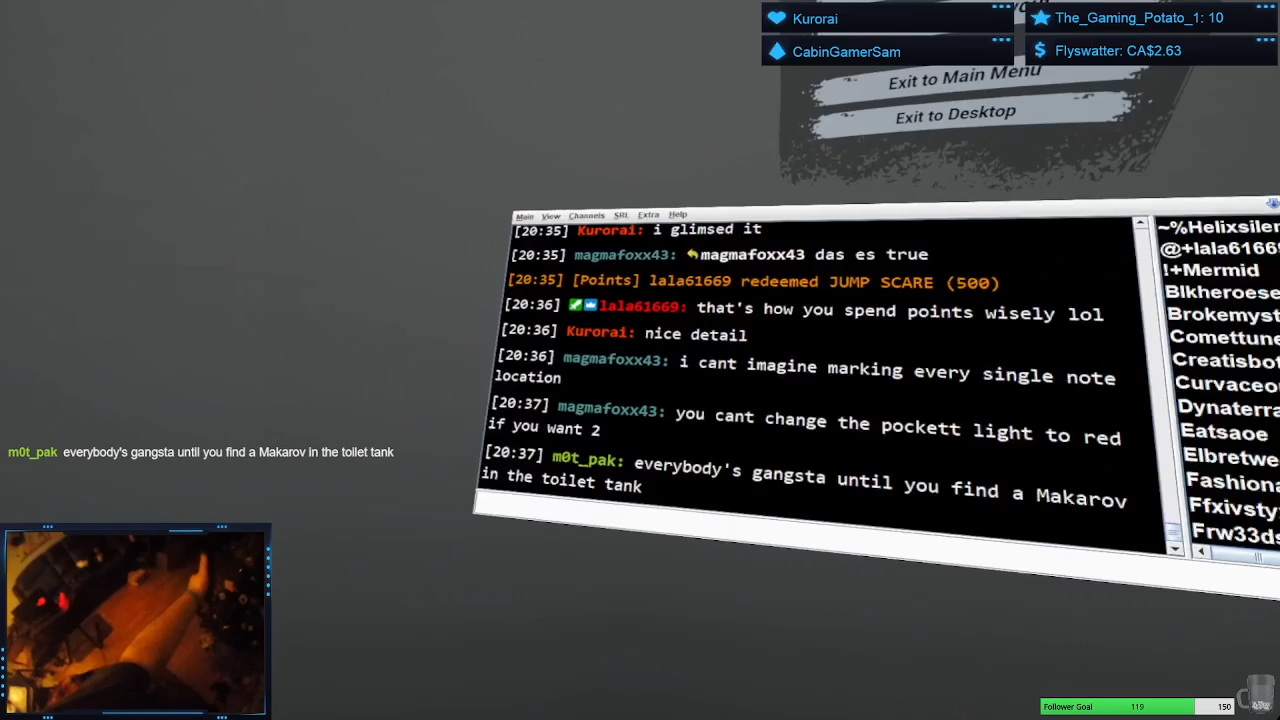 Kurorai
The_Gaming_Potato_1: 10
CabinGamerSam
Flyswatter: CA$2.63
Exit to Main Menu
Exit to Desktop
Main View Channels SRL Extra Help
[20:35] Kurorai: i glimsed it
[20:35] magmafoxx43: magmafoxx43 das es true
[20:35] [Points] lala61669 redeemed JUMP SCARE (500)
[20:36] lala61669: that's how you spend points wisely lol
[20:36] Kurorai: nice detail
[20:36] magmafoxx43: i cant imagine marking every single note
location
[20:37] magmafoxx43: you cant change the pockett light to red
if you want 2
[20:37] m0t_pak: everybody's gangsta until you find a Makarov
in the toilet tank
~%Helixsilen
@+lala61669
!+Mermid
Blkheroese
Brokemyst
Comettune
Creatisbot
Curvaceou
Dynaterra
Eatsaoe
Elbretwe
Fashiona
Ffxivsty
Frw33ds
m0t_pak everybody's gangsta until you find a Makarov in the toilet tank
Follower Goal 119 150